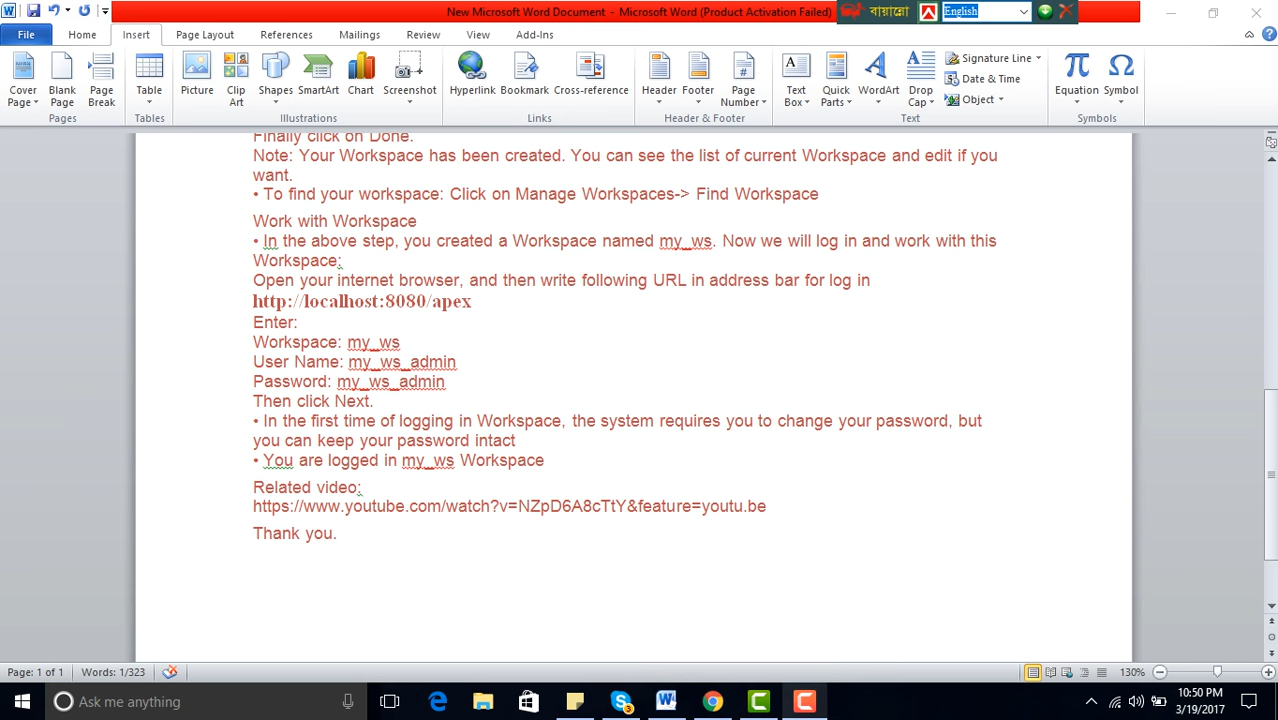 New Microsoft Word Document - Microsoft Word (Product Activation Failed)
বায়ান্নো
English
File Home Insert Page Layout References Mailings Review View Add-Ins
Cover Page
Blank Page
Page Break
Table
Picture
Clip Art
Shapes
SmartArt
Chart
Screenshot
Hyperlink
Bookmark
Cross-reference
Header
Footer
Page Number
Text Box
Quick Parts
WordArt
Drop Cap
Signature Line
Date & Time
Object
Equation
Symbol
Pages Tables Illustrations Links Header & Footer Text Symbols
Finally click on Done.
Note: Your Workspace has been created. You can see the list of current Workspace and edit if you
want.
• To find your workspace: Click on Manage Workspaces-> Find Workspace
Work with Workspace
• In the above step, you created a Workspace named my_ws. Now we will log in and work with this
Workspace:
Open your internet browser, and then write following URL in address bar for log in
http://localhost:8080/apex
Enter:
Workspace: my_ws
User Name: my_ws_admin
Password: my_ws_admin
Then click Next.
• In the first time of logging in Workspace, the system requires you to change your password, but
you can keep your password intact
• You are logged in my_ws Workspace
Related video:
https://www.youtube.com/watch?v=NZpD6A8cTtY&feature=youtu.be
Thank you.
Page: 1 of 1 Words: 1/323 130%
Ask me anything
10:50 PM
3/19/2017